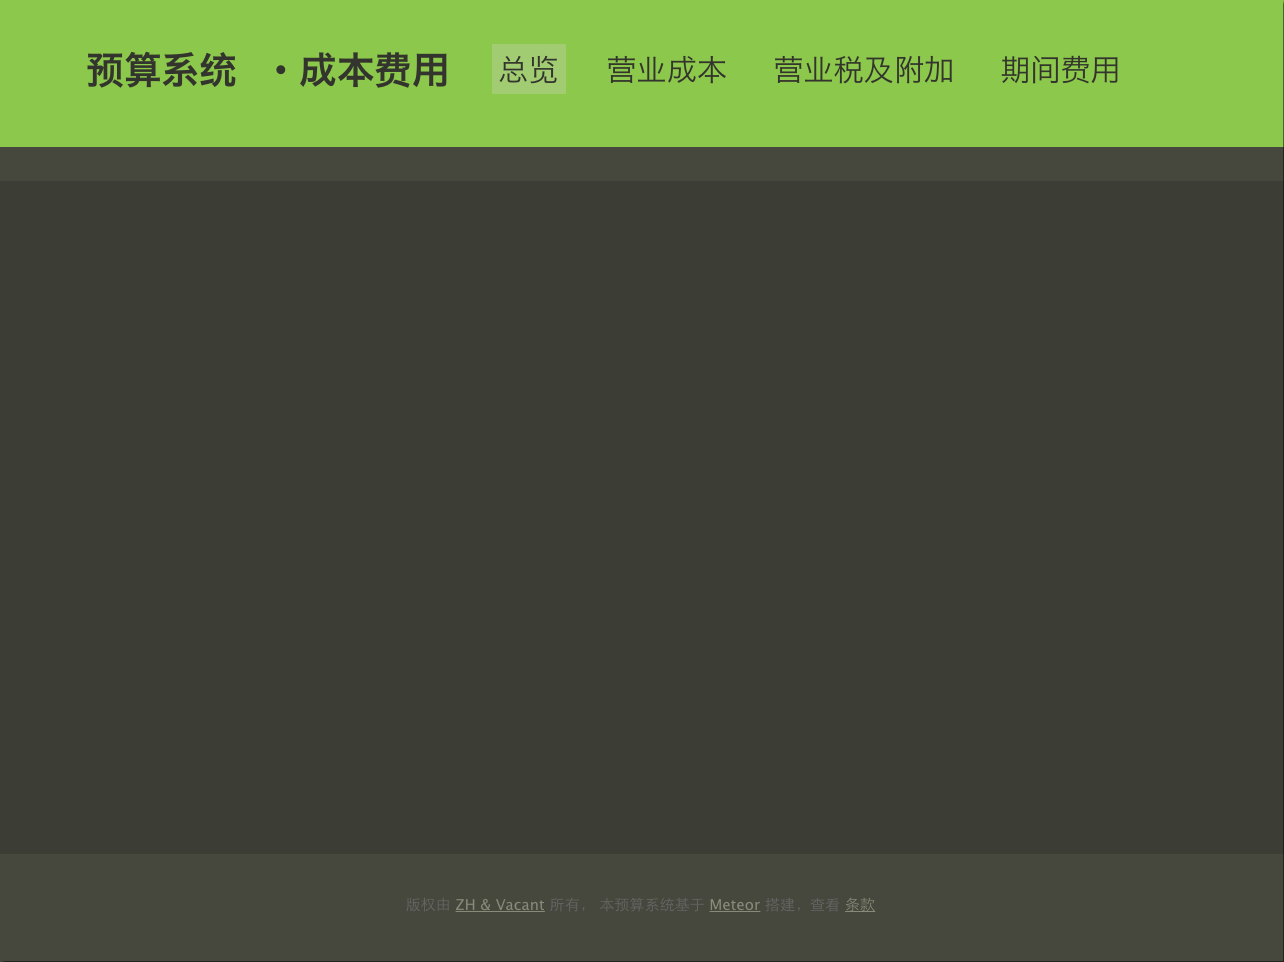 预算系统 ・成本费用 总览 营业成本 营业税及附加 期间费用
版权由 ZH & Vacant 所有， 本预算系统基于 Meteor 搭建。查看 条款